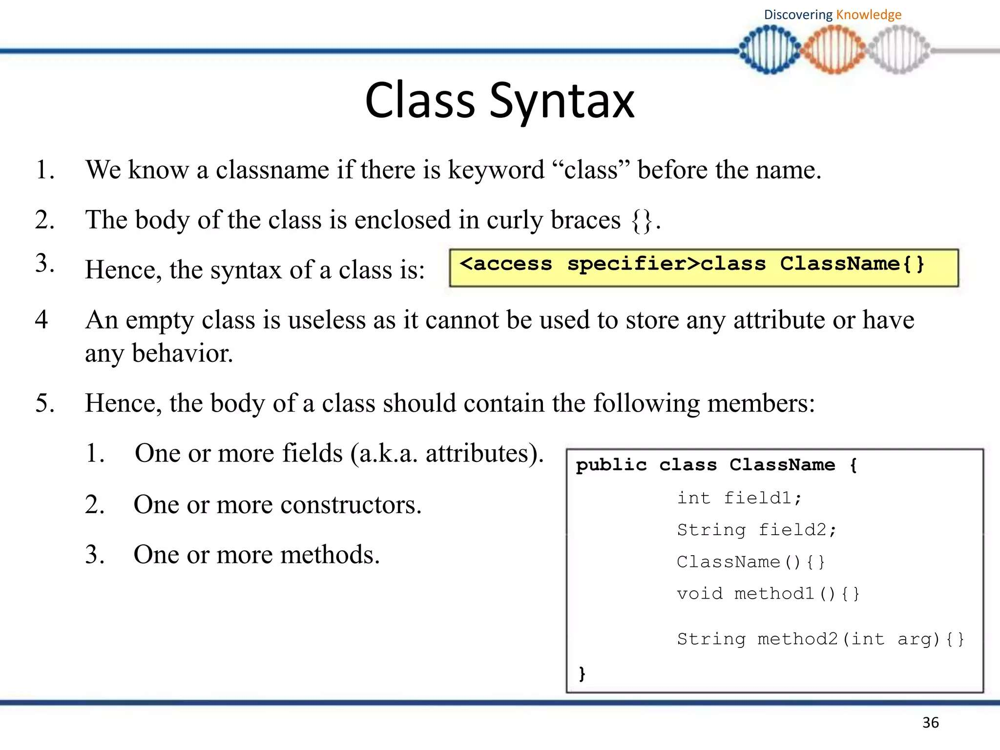 Discovering Knowledge
Class Syntax
1. We know a classname if there is keyword “class” before the name.
2. The body of the class is enclosed in curly braces {}.
3. Hence, the syntax of a class is:
<access specifier>class ClassName{}
4 An empty class is useless as it cannot be used to store any attribute or have
any behavior.
5. Hence, the body of a class should contain the following members:
1. One or more fields (a.k.a. attributes).
2. One or more constructors.
3. One or more methods.
public class ClassName {
int field1;
String field2;
ClassName(){}
void method1(){}
String method2(int arg){}
}
36